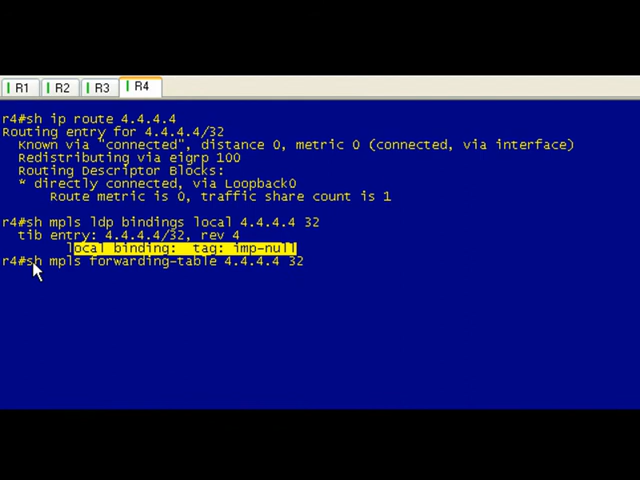 R1 R2 R3 R4
r4#sh ip route 4.4.4.4
Routing entry for 4.4.4.4/32
Known via "connected", distance 0, metric 0 (connected, via interface)
Redistributing via eigrp 100
Routing Descriptor Blocks:
* directly connected, via Loopback0
Route metric is 0, traffic share count is 1
r4#sh mpls ldp bindings local 4.4.4.4 32
tib entry: 4.4.4.4/32, rev 4
local binding: tag: imp-null
r4#sh mpls forwarding-table 4.4.4.4 32